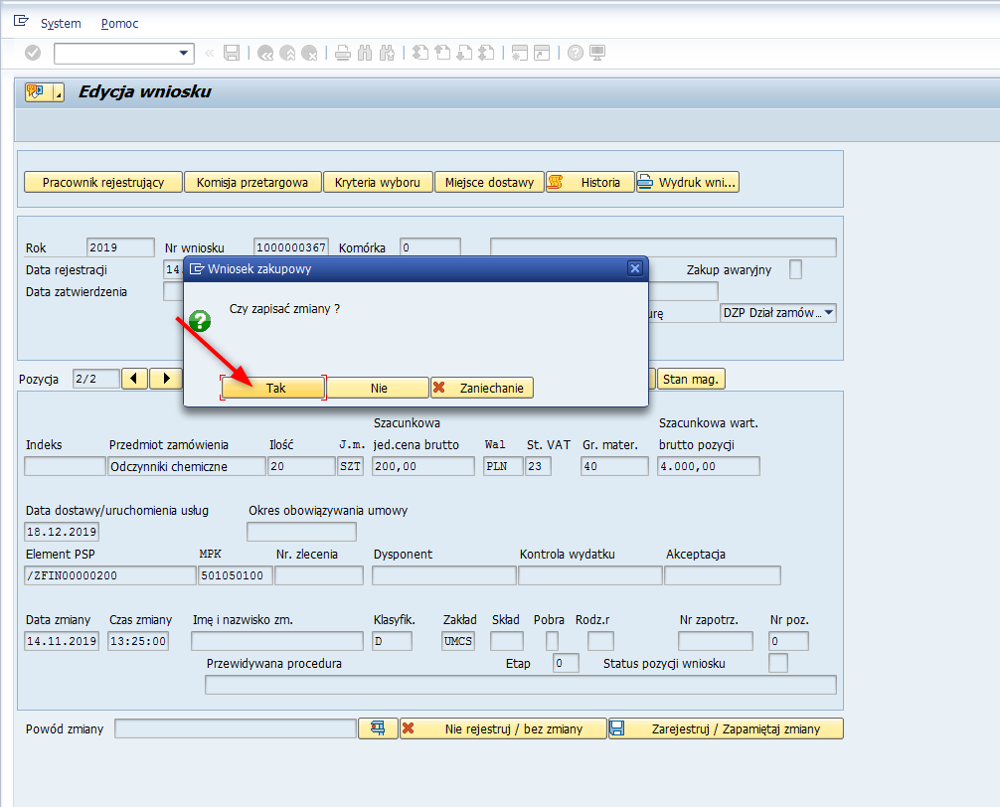 System Pomoc
Edycja wniosku
Pracownik rejestrujący Komisja przetargowa Kryteria wyboru Miejsce dostawy Historia Wydruk wni...
Rok 2019 Nr wniosku 1000000367 Komórka 0
Data rejestracji 14 Zakup awaryjny
Data zatwierdzenia
urę DZP Dział zamów...
Wniosek zakupowy
Czy zapisać zmiany ?
Tak Nie Zaniechanie
Pozycja 2/2 Stan mag.
Szacunkowa Szacunkowa wart.
Indeks Przedmiot zamówienia Ilość J.m. jed.cena brutto Wal St. VAT Gr. mater. brutto pozycji
Odczynniki chemiczne 20 SZT 200,00 PLN 23 40 4.000,00
Data dostawy/uruchomienia usług Okres obowiązywania umowy
18.12.2019
Element PSP MPK Nr. zlecenia Dysponent Kontrola wydatku Akceptacja
/ZFIN00000200 501050100
Data zmiany Czas zmiany Imę i nazwisko zm. Klasyfik. Zakład Skład Pobra Rodz.r Nr zapotrz. Nr poz.
14.11.2019 13:25:00 D UMCS 0
Przewidywana procedura Etap 0 Status pozycji wniosku
Powód zmiany Nie rejestruj / bez zmiany Zarejestruj / Zapamiętaj zmiany